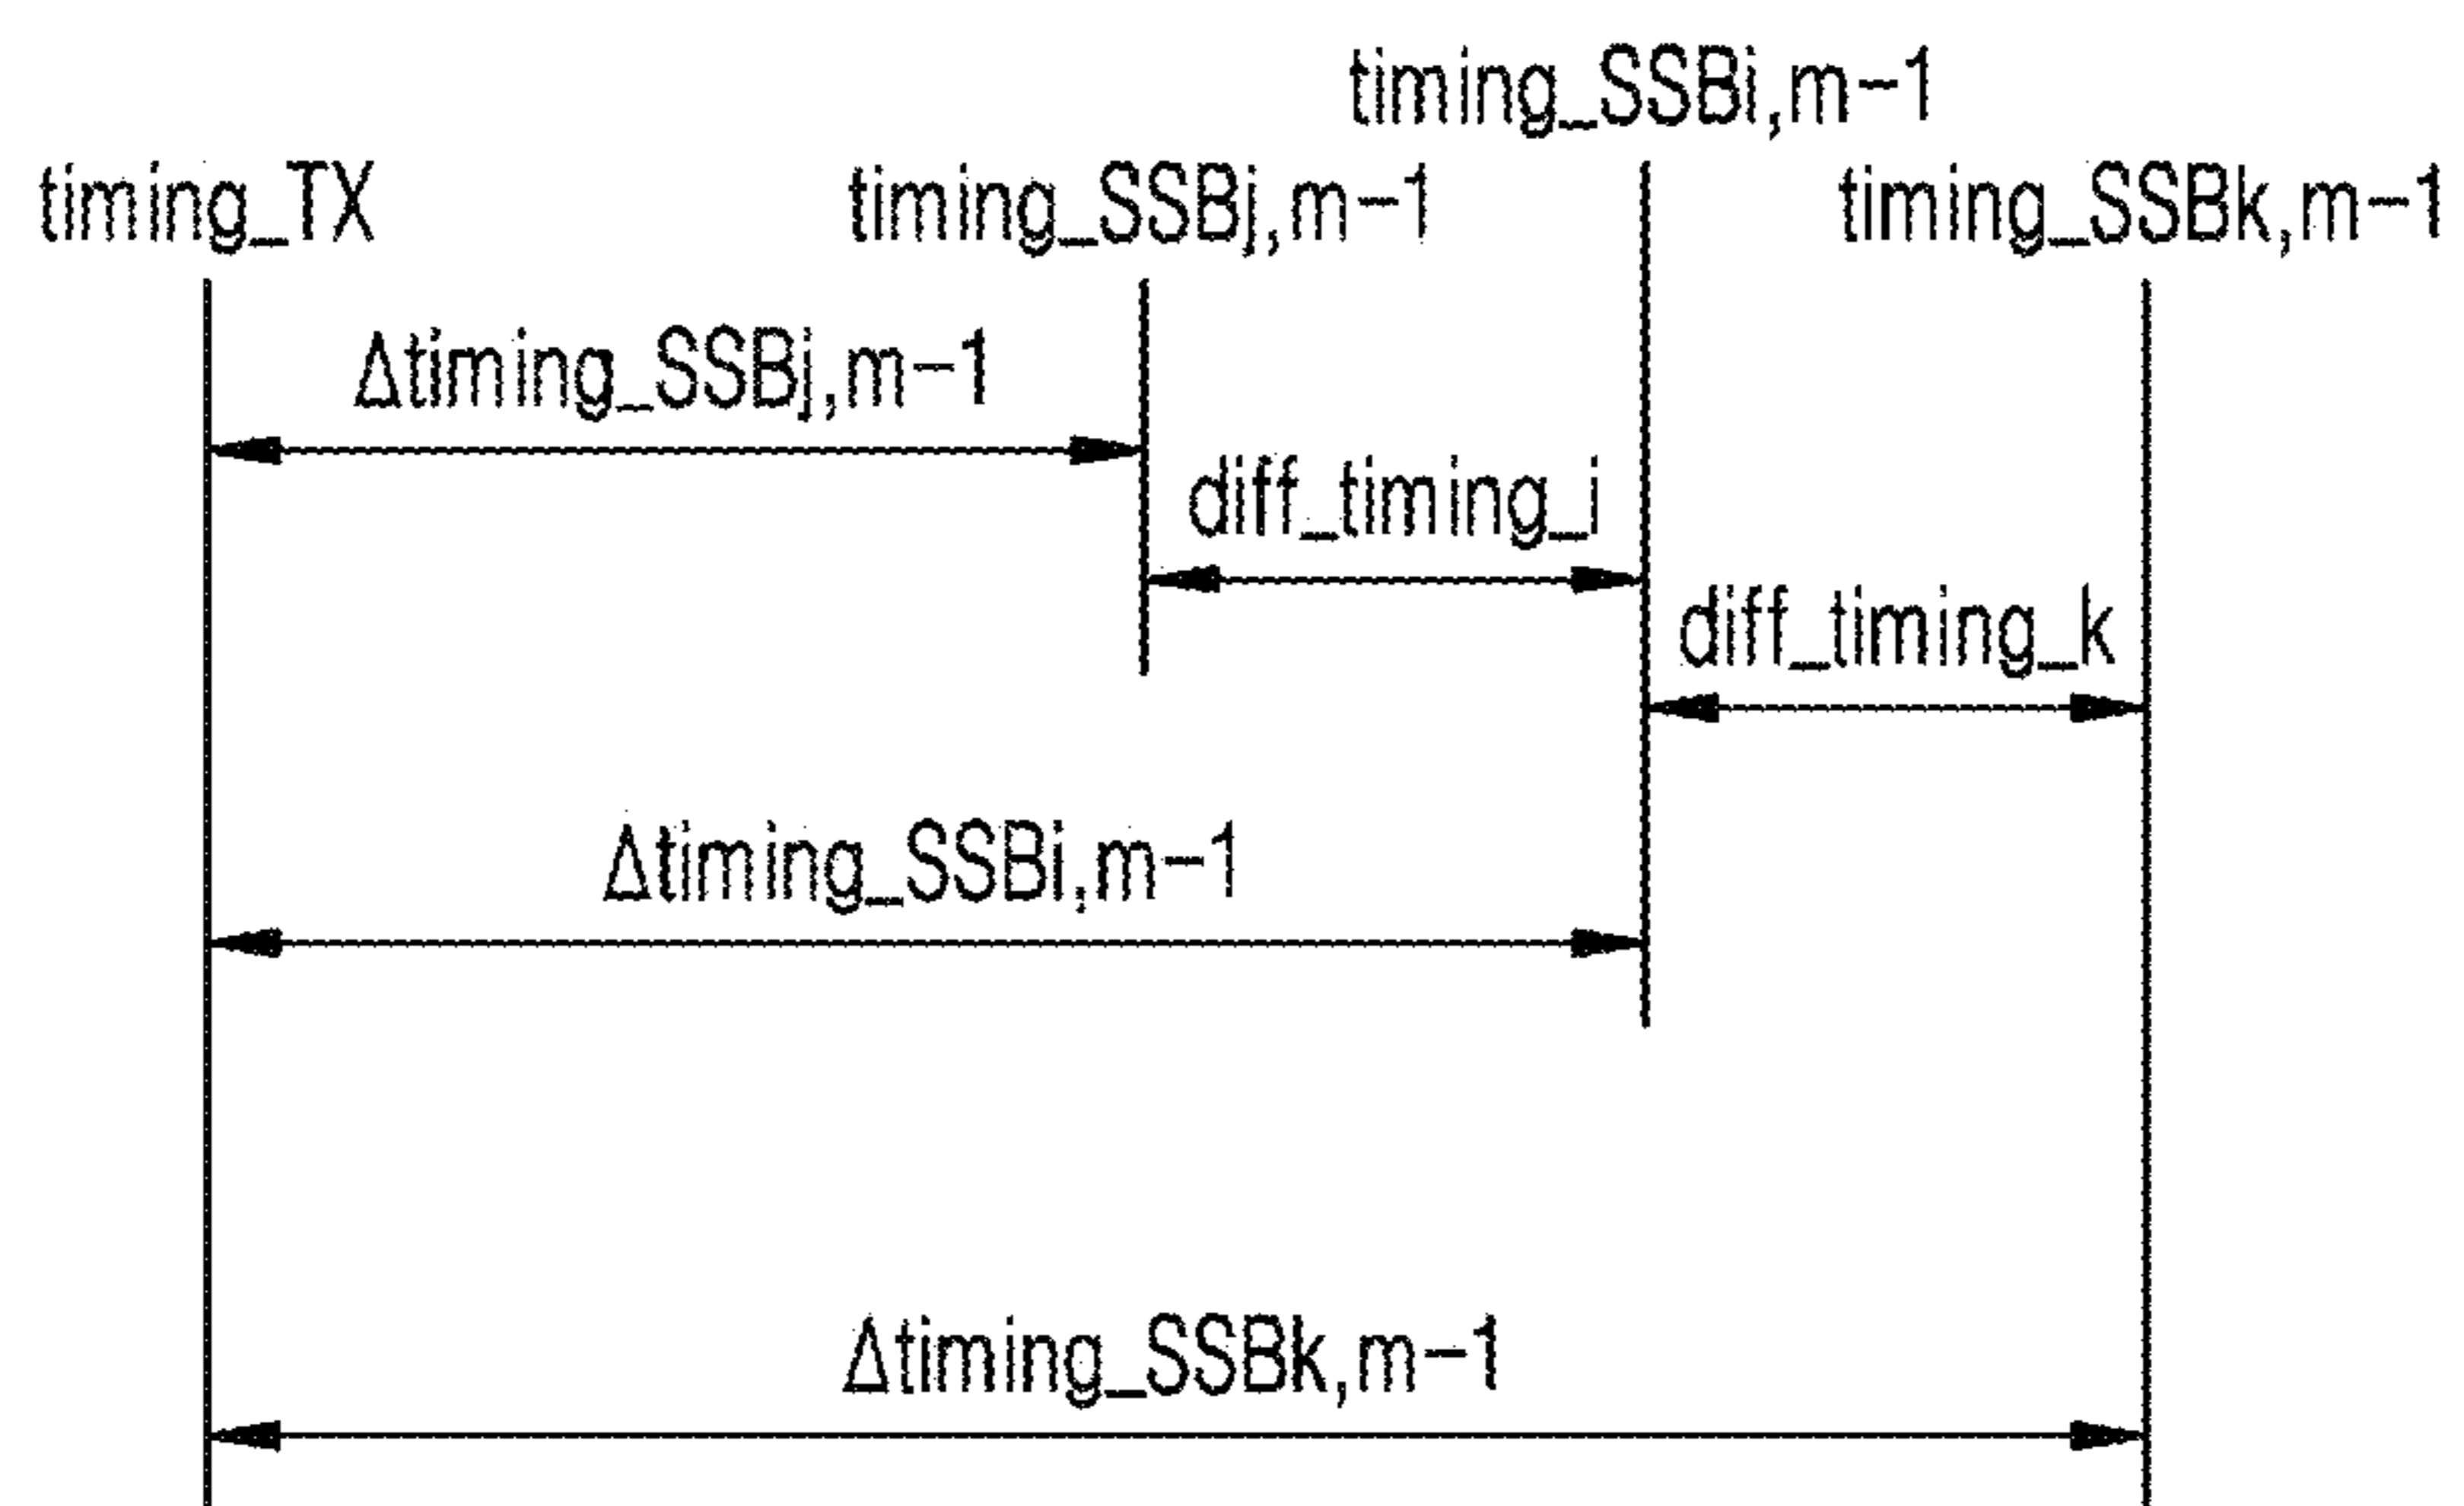 timing_SSBi,m-1
timing_TX
timing_SSBj,m-1
timing_SSBk,m-1
Δtiming_SSBj,m-1
diff_timing_i
diff_timing_k
Δtiming_SSBi,m-1
Δtiming_SSBk,m-1